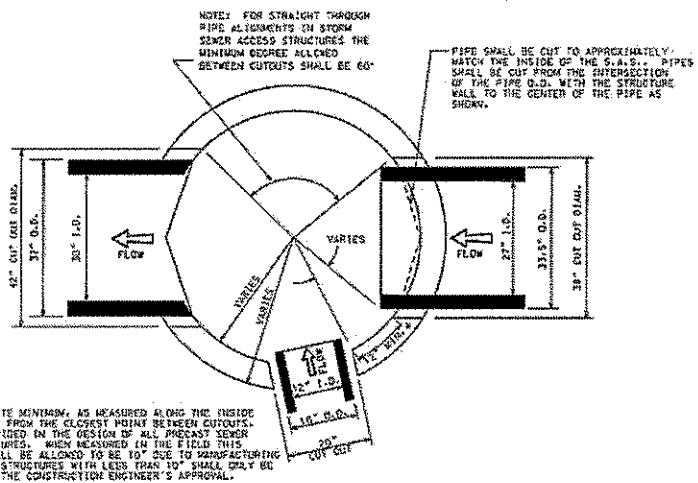 NOTE: FOR STRAIGHT THROUGH
PIPE ALIGNMENTS IN STORM
SEWER ACCESS STRUCTURES THE
MINIMUM DEGREE ALLOWED
BETWEEN CUTOUTS SHALL BE 60°
PIPE SHALL BE CUT TO APPROXIMATELY
MATCH THE INSIDE OF THE S.A.S.. PIPES
SHALL BE CUT FROM THE INTERSECTION
OF THE PIPE O.D. WITH THE STRUCTURE
WALL TO THE CENTER OF THE PIPE AS
SHOWN.
42" CUT OUT DIAM.
37" O.D.
30" I.D.
FLOW
VARIES
VARIES
VARIES
FLOW
27" I.D.
33.5" O.D.
38" CUT OUT DIAM.
12" MIN.*
FLOW
12" I.D.
16" O.D.
20"
CUT OUT
TE MINIMUM, AS MEASURED ALONG THE INSIDE
FROM THE CLOSEST POINT BETWEEN CUTOUTS.
IDED IN THE DESIGN OF ALL PRECAST SEWER
URES. WHEN MEASURED IN THE FIELD THIS
LL BE ALLOWED TO BE 10" DUE TO MANUFACTURING
STRUCTURES WITH LESS THAN 10" SHALL ONLY BE
THE CONSTRUCTION ENGINEER'S APPROVAL.